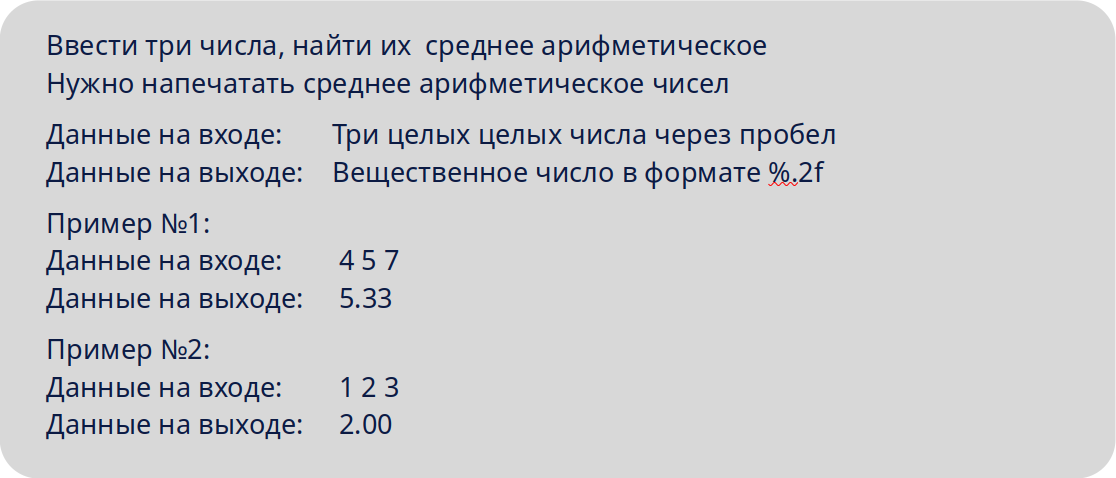 Ввести три числа, найти их  среднее арифметическое
Нужно напечатать среднее арифметическое чисел
Данные на входе: Три целых целых числа через пробел
Данные на выходе: Вещественное число в формате %.2f
Пример №1:
Данные на входе: 4 5 7
Данные на выходе: 5.33
Пример №2:
Данные на входе: 1 2 3
Данные на выходе: 2.00